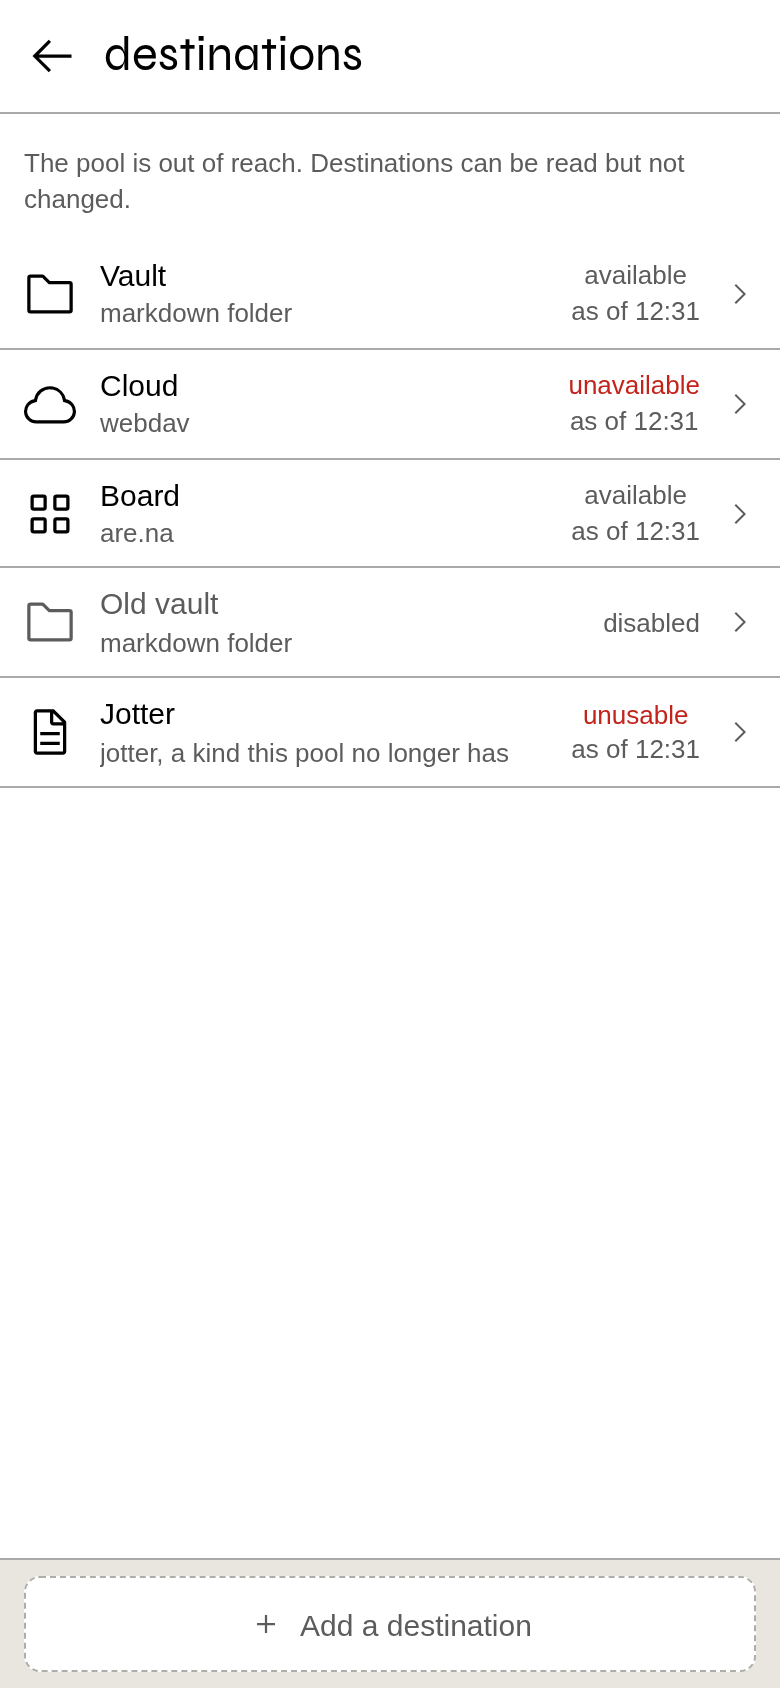 destinations
The pool is out of reach. Destinations can be read but not
changed.
Vault
markdown folder
available
as of 12:31
Cloud
webdav
unavailable
as of 12:31
Board
are.na
available
as of 12:31
Old vault
markdown folder
disabled
Jotter
jotter, a kind this pool no longer has
unusable
as of 12:31
+ Add a destination